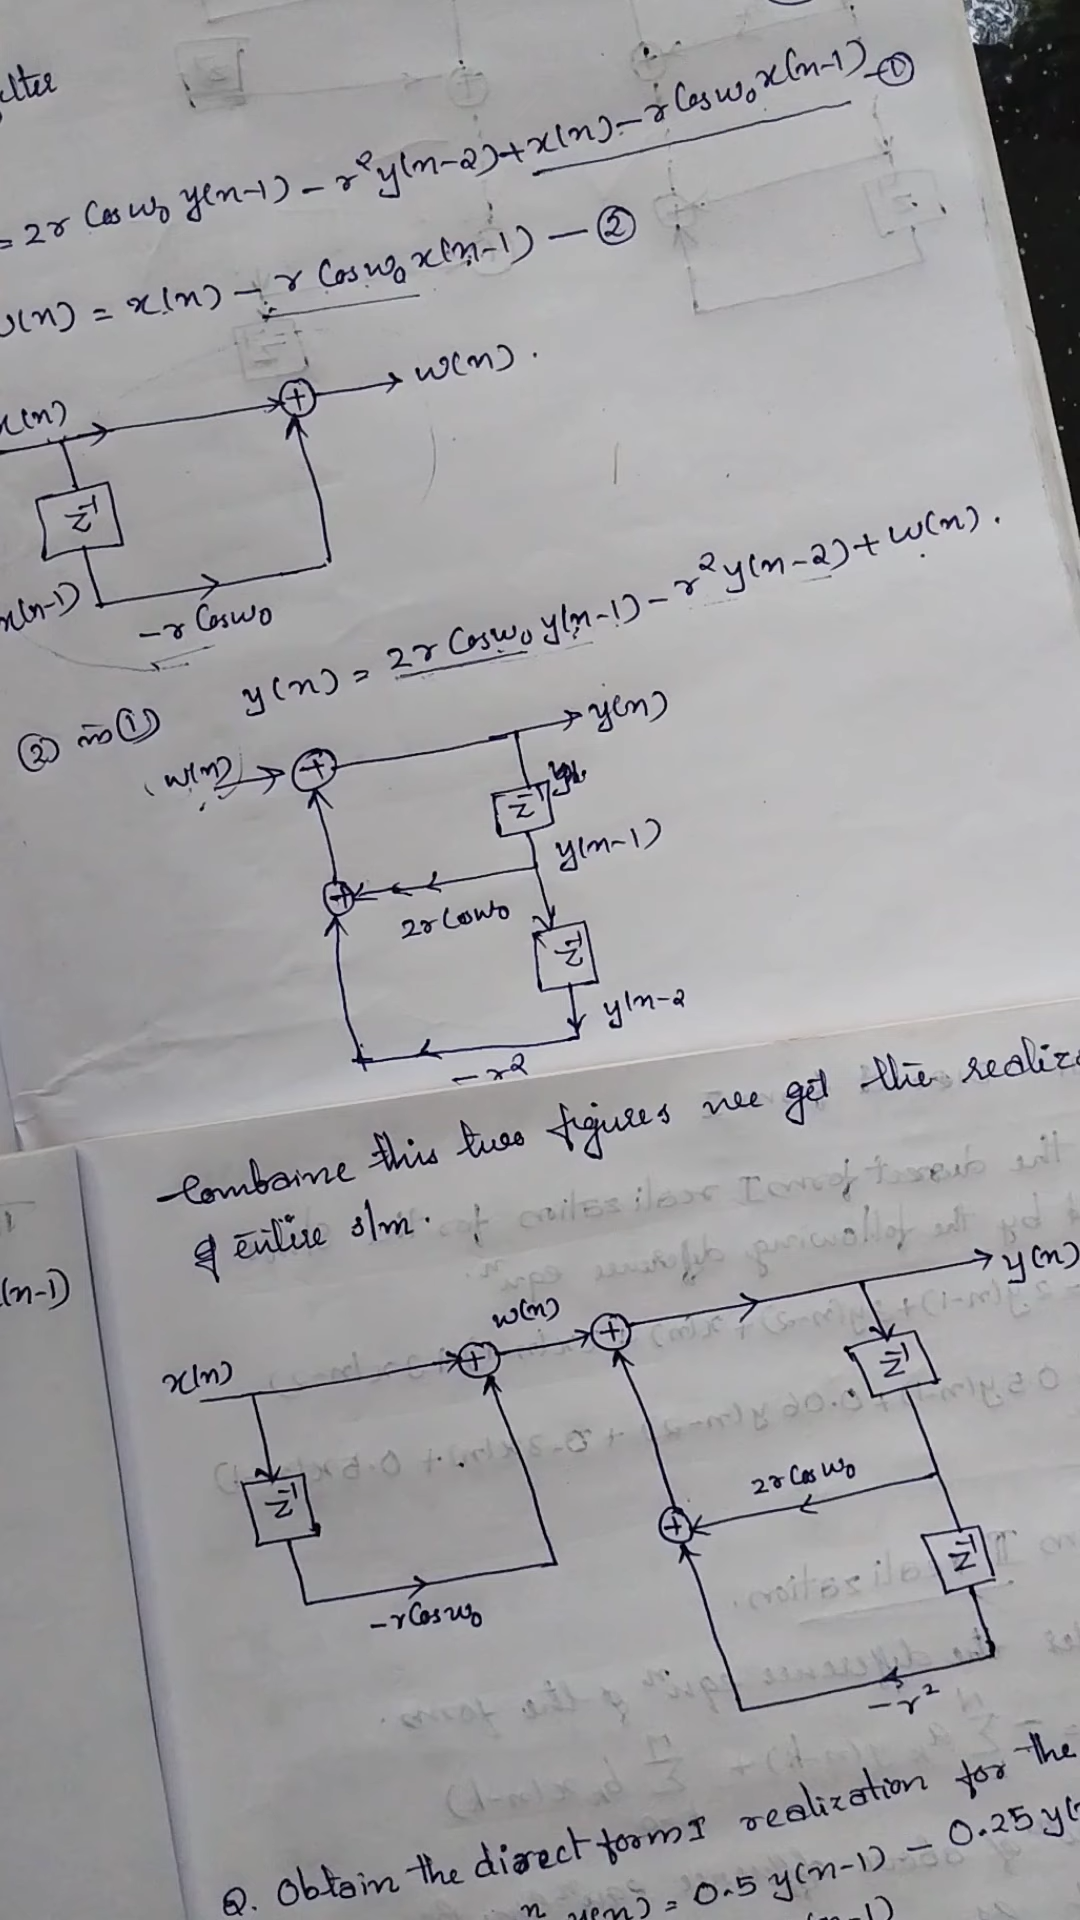 = 2r Cos w₀ y(n-1) - r² y(n-2) + x(n) - r Cos w₀ x(n-1) — ①
(n) = x(n) - r Cos w₀ x(n-1) — ②
x(n)
w(n).
+
z⁻¹
x(n-1)
-r Cos w₀
② in ① y(n) = 2r Cos w₀ y(n-1) - r² y(n-2) + w(n).
w(n)
+
y(n)
z⁻¹
y(n-1)
+
2r Cos w₀
z⁻¹
y(n-2
-r²
Combaine this two figures we get the
of entire s/m.
(n-1)
x(n)
+
w(n)
+
y(n)
z⁻¹
z⁻¹
2r Cos w₀
+
z⁻¹
-r Cos w₀
-r²
Q. Obtain the direct form I realization for the
y(n) = 0.5 y(n-1) - 0.25 y(